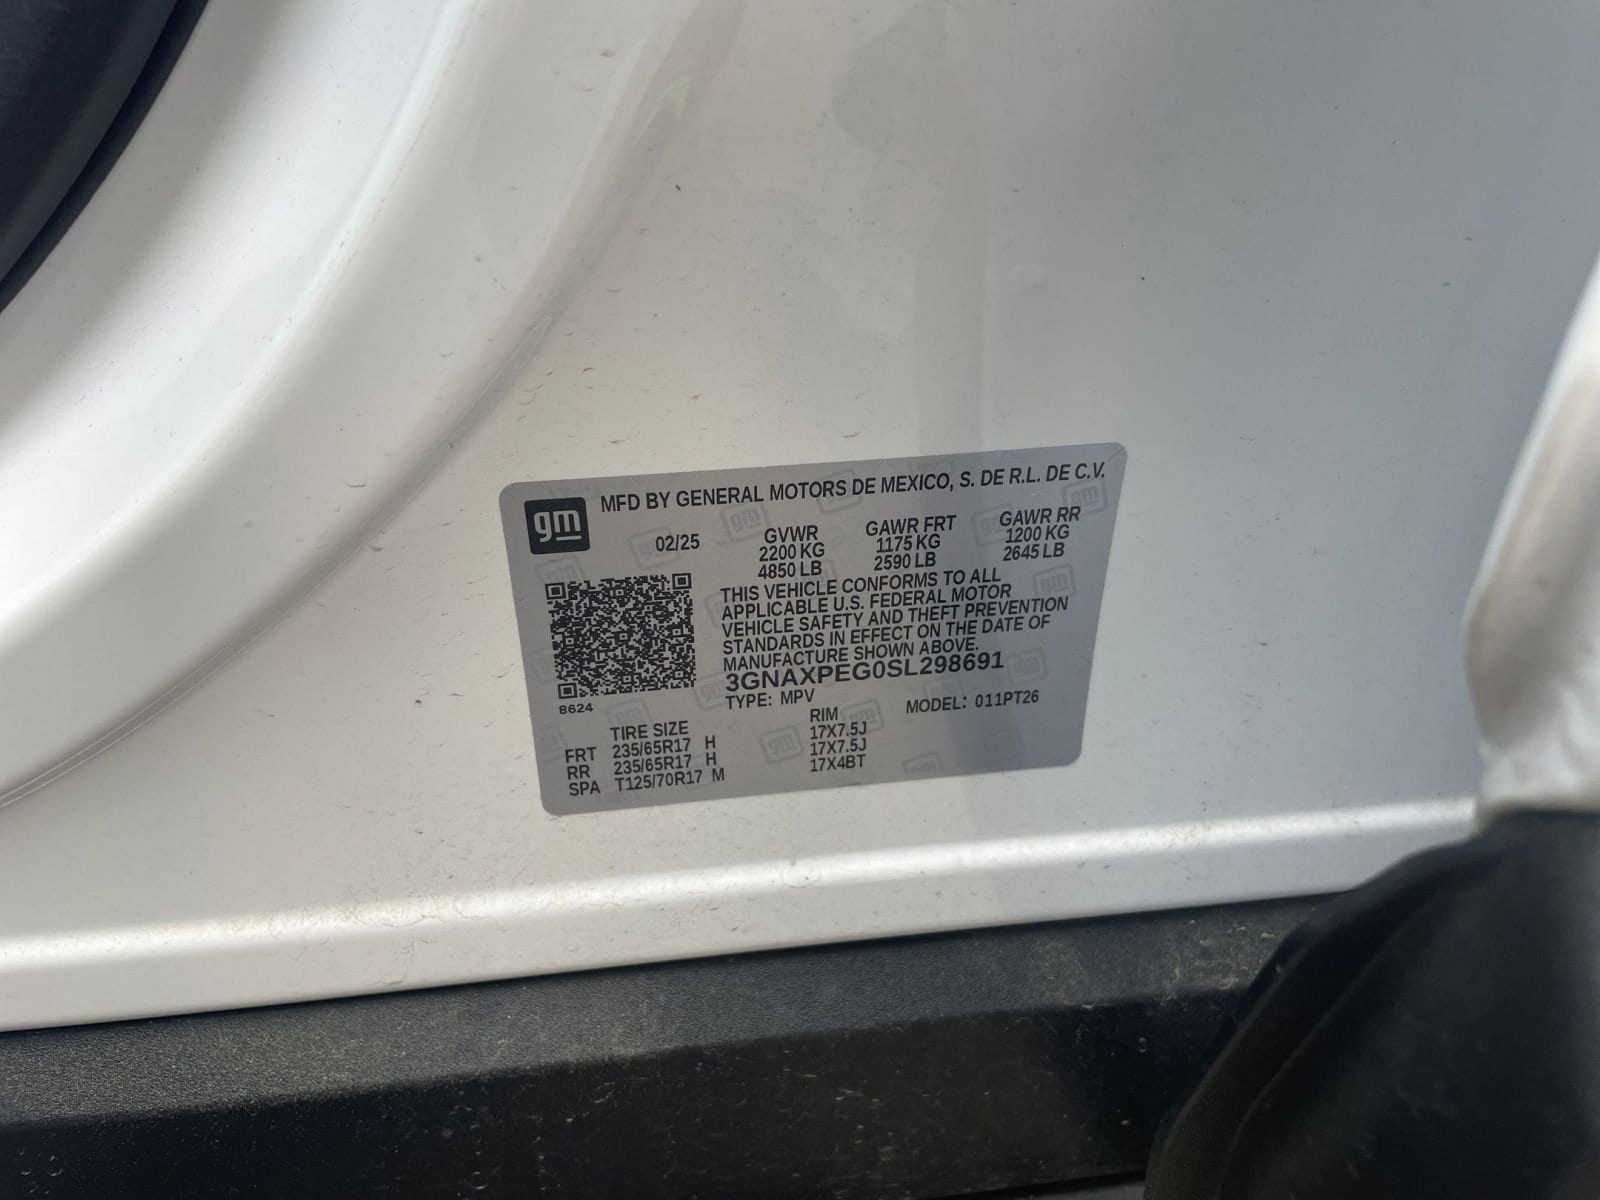 gm MFD BY GENERAL MOTORS DE MEXICO, S. DE R.L. DE C.V.
02/25
GVWR
2200 KG
4850 LB
GAWR FRT
1175 KG
2590 LB
GAWR RR
1200 KG
2645 LB
THIS VEHICLE CONFORMS TO ALL
APPLICABLE U.S. FEDERAL MOTOR
VEHICLE SAFETY AND THEFT PREVENTION
STANDARDS IN EFFECT ON THE DATE OF
MANUFACTURE SHOWN ABOVE.
3GNAXPEG0SL298691
TYPE: MPV MODEL: 011PT26
8624
TIRE SIZE RIM
FRT 235/65R17 H 17X7.5J
RR 235/65R17 H 17X7.5J
SPA T125/70R17 M 17X4BT